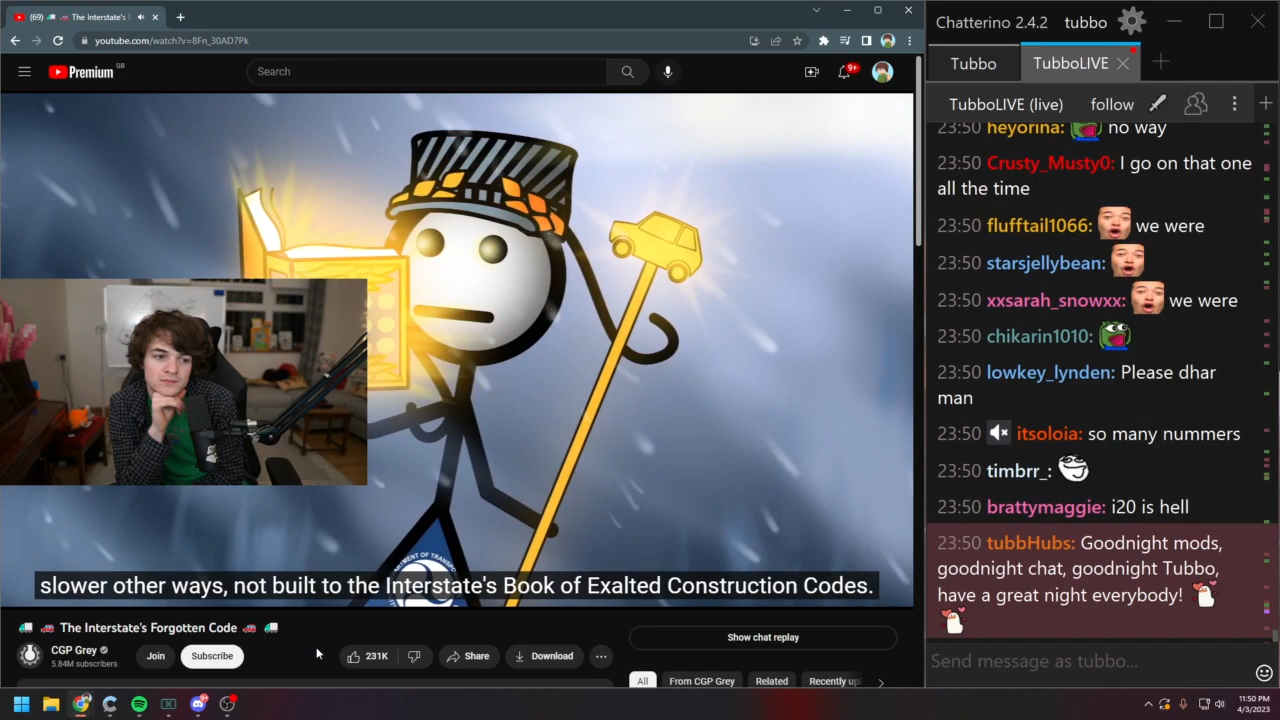 (69) 🚛 🚗 The Interstate's
youtube.com/watch?v=8Fn_30AD7Pk
Premium GB
Search
9+
slower other ways, not built to the Interstate's Book of Exalted Construction Codes.
🚛 🚗 The Interstate's Forgotten Code 🚗 🚛
CGP Grey
5.84M subscribers
Join
Subscribe
231K
Share
Download
Show chat replay
All
From CGP Grey
Related
Recently
Chatterino 2.4.2
tubbo
Tubbo
TubboLIVE
TubboLIVE (live)
follow
23:50 heyorina: no way
23:50 Crusty_Musty0: I go on that one
all the time
23:50 flufftail1066: we were
23:50 starsjellybean:
23:50 xxsarah_snowxx: we were
23:50 chikarin1010:
23:50 lowkey_lynden: Please dhar
man
23:50 itsoloia: so many nummers
23:50 timbrr_:
23:50 brattymaggie: i20 is hell
23:50 tubbHubs: Goodnight mods,
goodnight chat, goodnight Tubbo,
have a great night everybody!
Send message as tubbo...
11:50 PM
4/3/2023